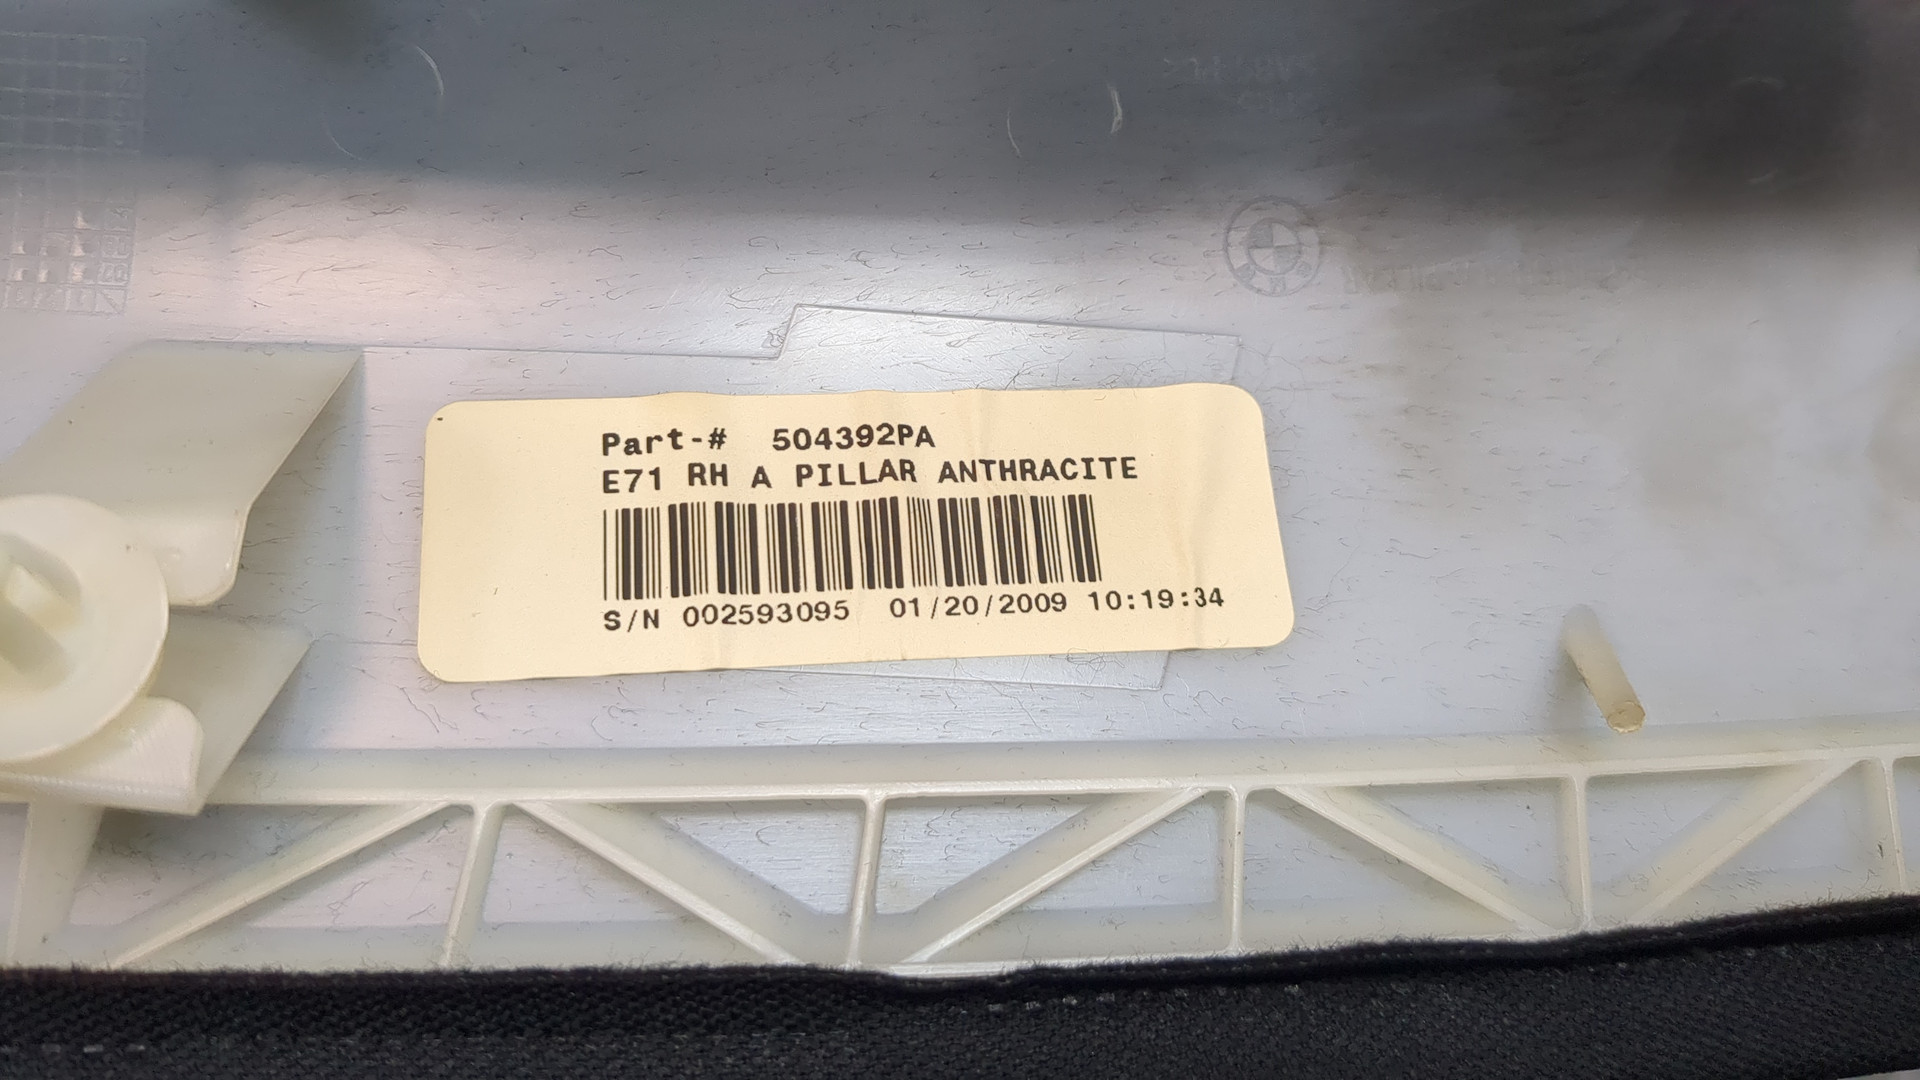 Part-# 504392PA
E71 RH A PILLAR ANTHRACITE
S/N 002593095 01/20/2009 10:19:34